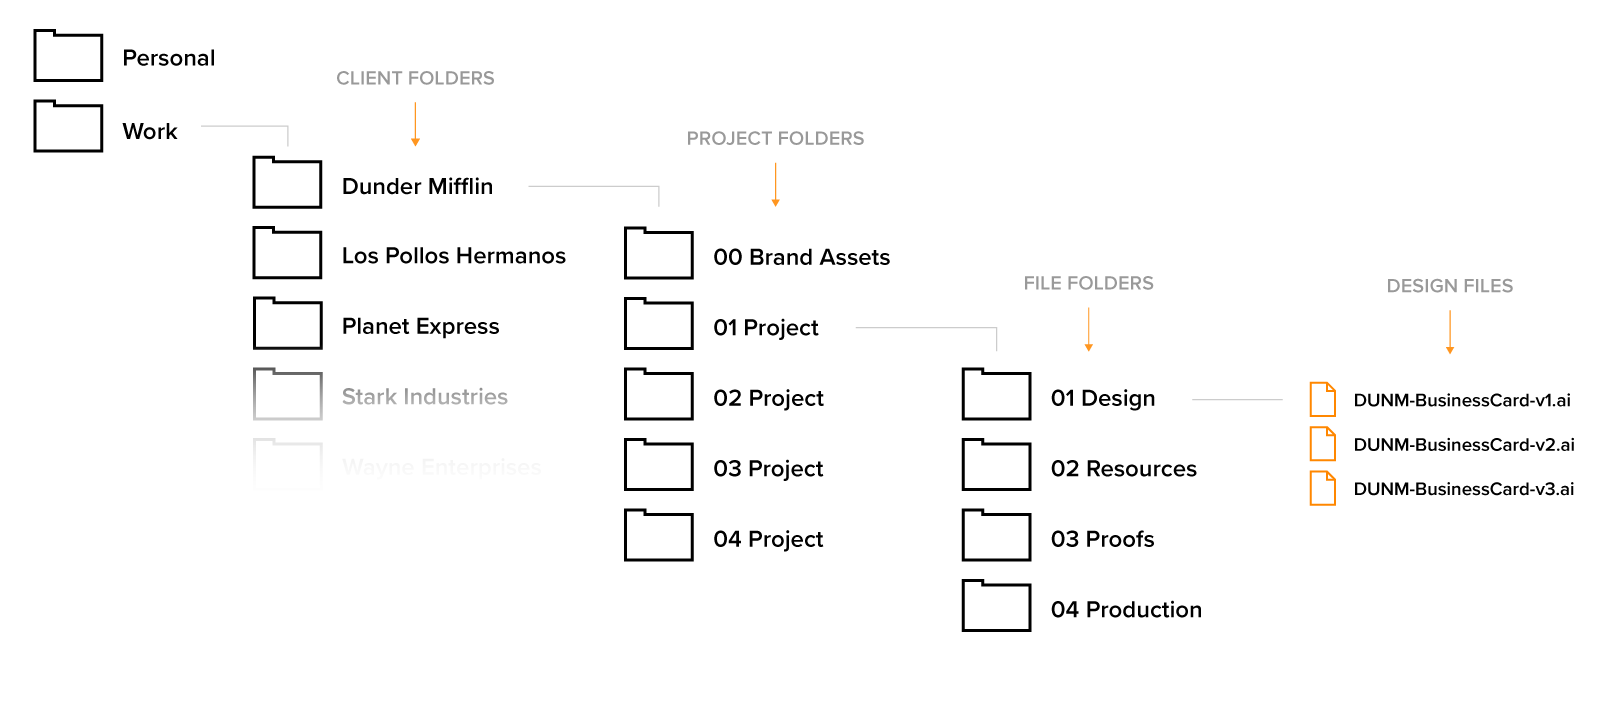 Personal
Work
CLIENT FOLDERS
Dunder Mifflin
Los Pollos Hermanos
Planet Express
Stark Industries
Wayne Enterprises
PROJECT FOLDERS
00 Brand Assets
01 Project
02 Project
03 Project
04 Project
FILE FOLDERS
01 Design
02 Resources
03 Proofs
04 Production
DESIGN FILES
DUNM-BusinessCard-v1.ai
DUNM-BusinessCard-v2.ai
DUNM-BusinessCard-v3.ai